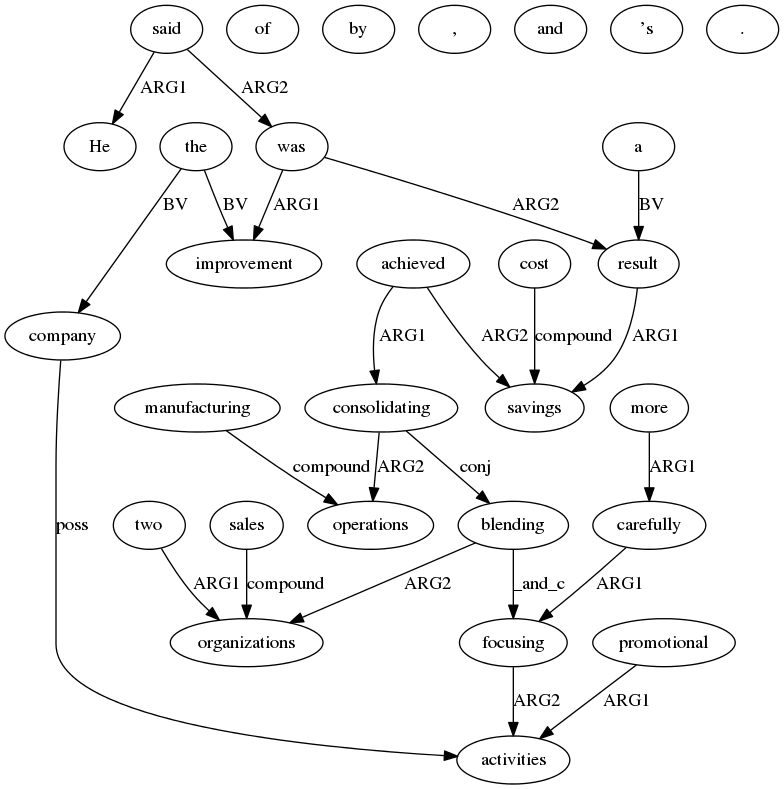 said of by , and ’s .
ARG1 ARG2
He the was a
BV BV ARG1 ARG2 BV
improvement achieved cost result
company ARG1 ARG2 compound ARG1
manufacturing consolidating savings more
compound ARG2 conj ARG1
poss two sales operations blending carefully
ARG1 compound ARG2 _and_c ARG1
organizations focusing promotional
ARG2 ARG1
activities